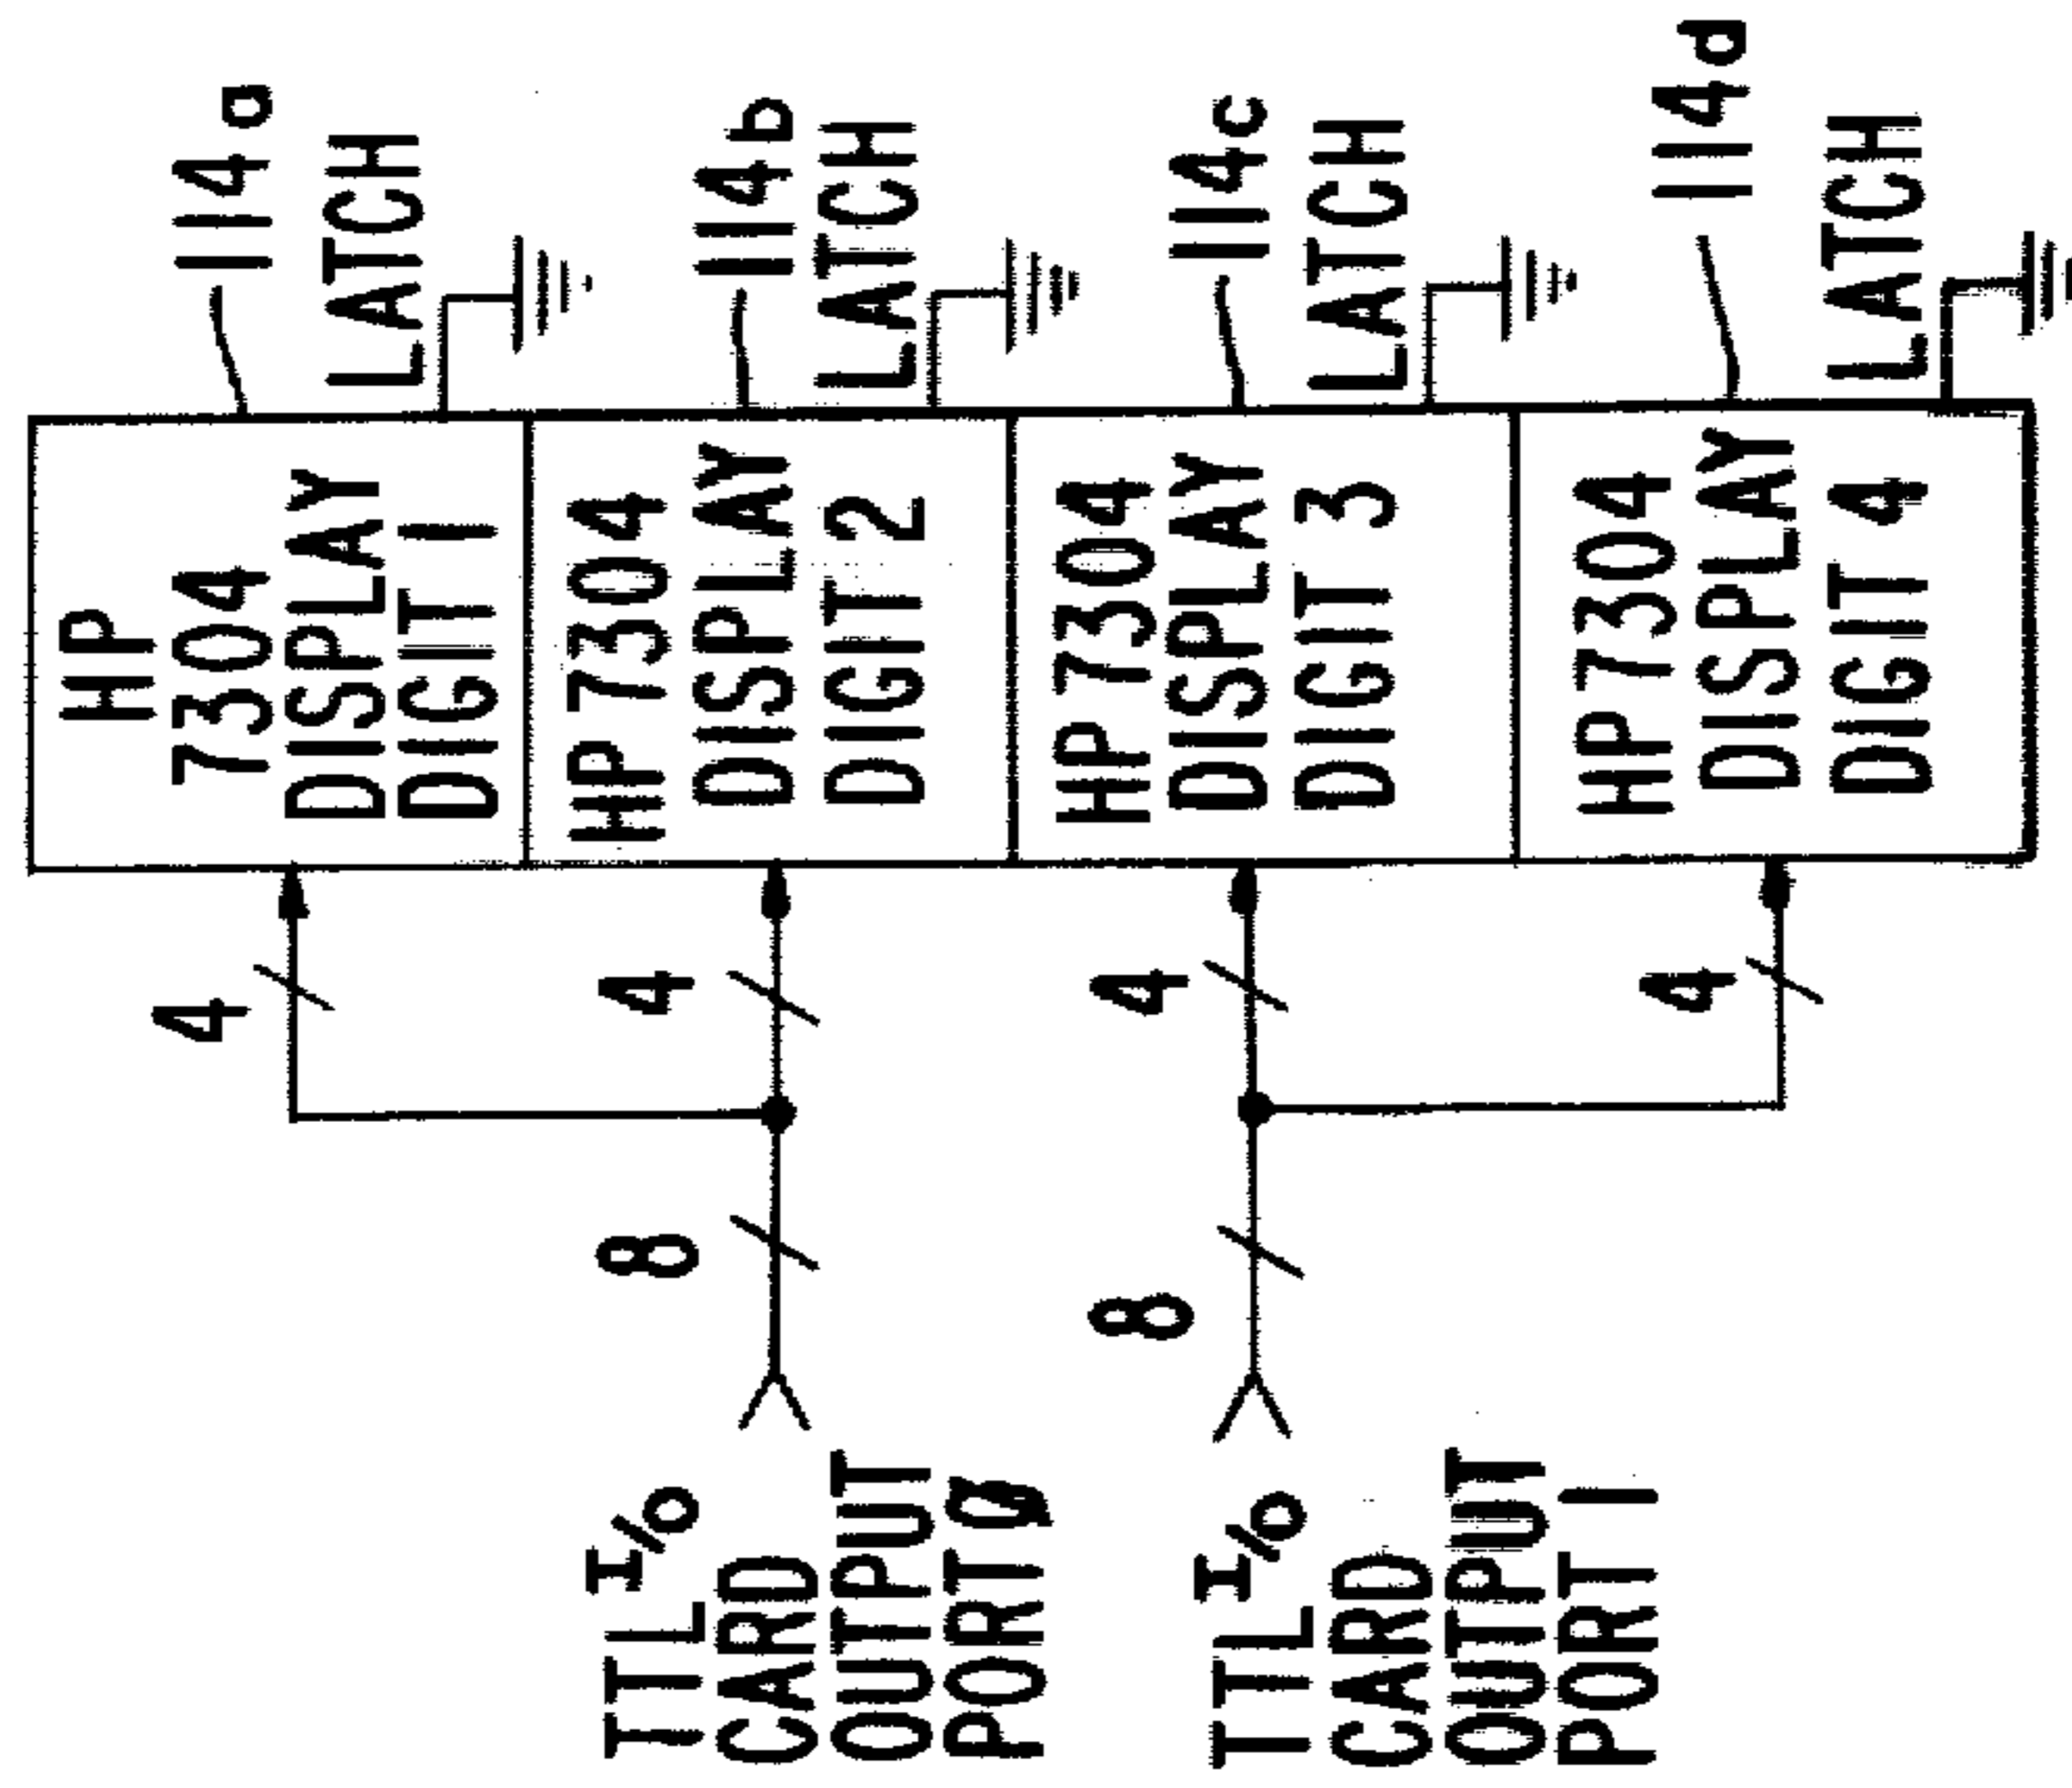 HP
7304
DISPLAY
DIGIT 1
114a
LATCH
4
HP 7304
DISPLAY
DIGIT 2
114b
LATCH
4
8
TTL I/O
CARD
OUTPUT
PORT Ø
HP 7304
DISPLAY
DIGIT 3
114c
LATCH
4
8
TTL I/O
CARD
OUTPUT
PORT 1
HP 7304
DISPLAY
DIGIT 4
114d
LATCH
4